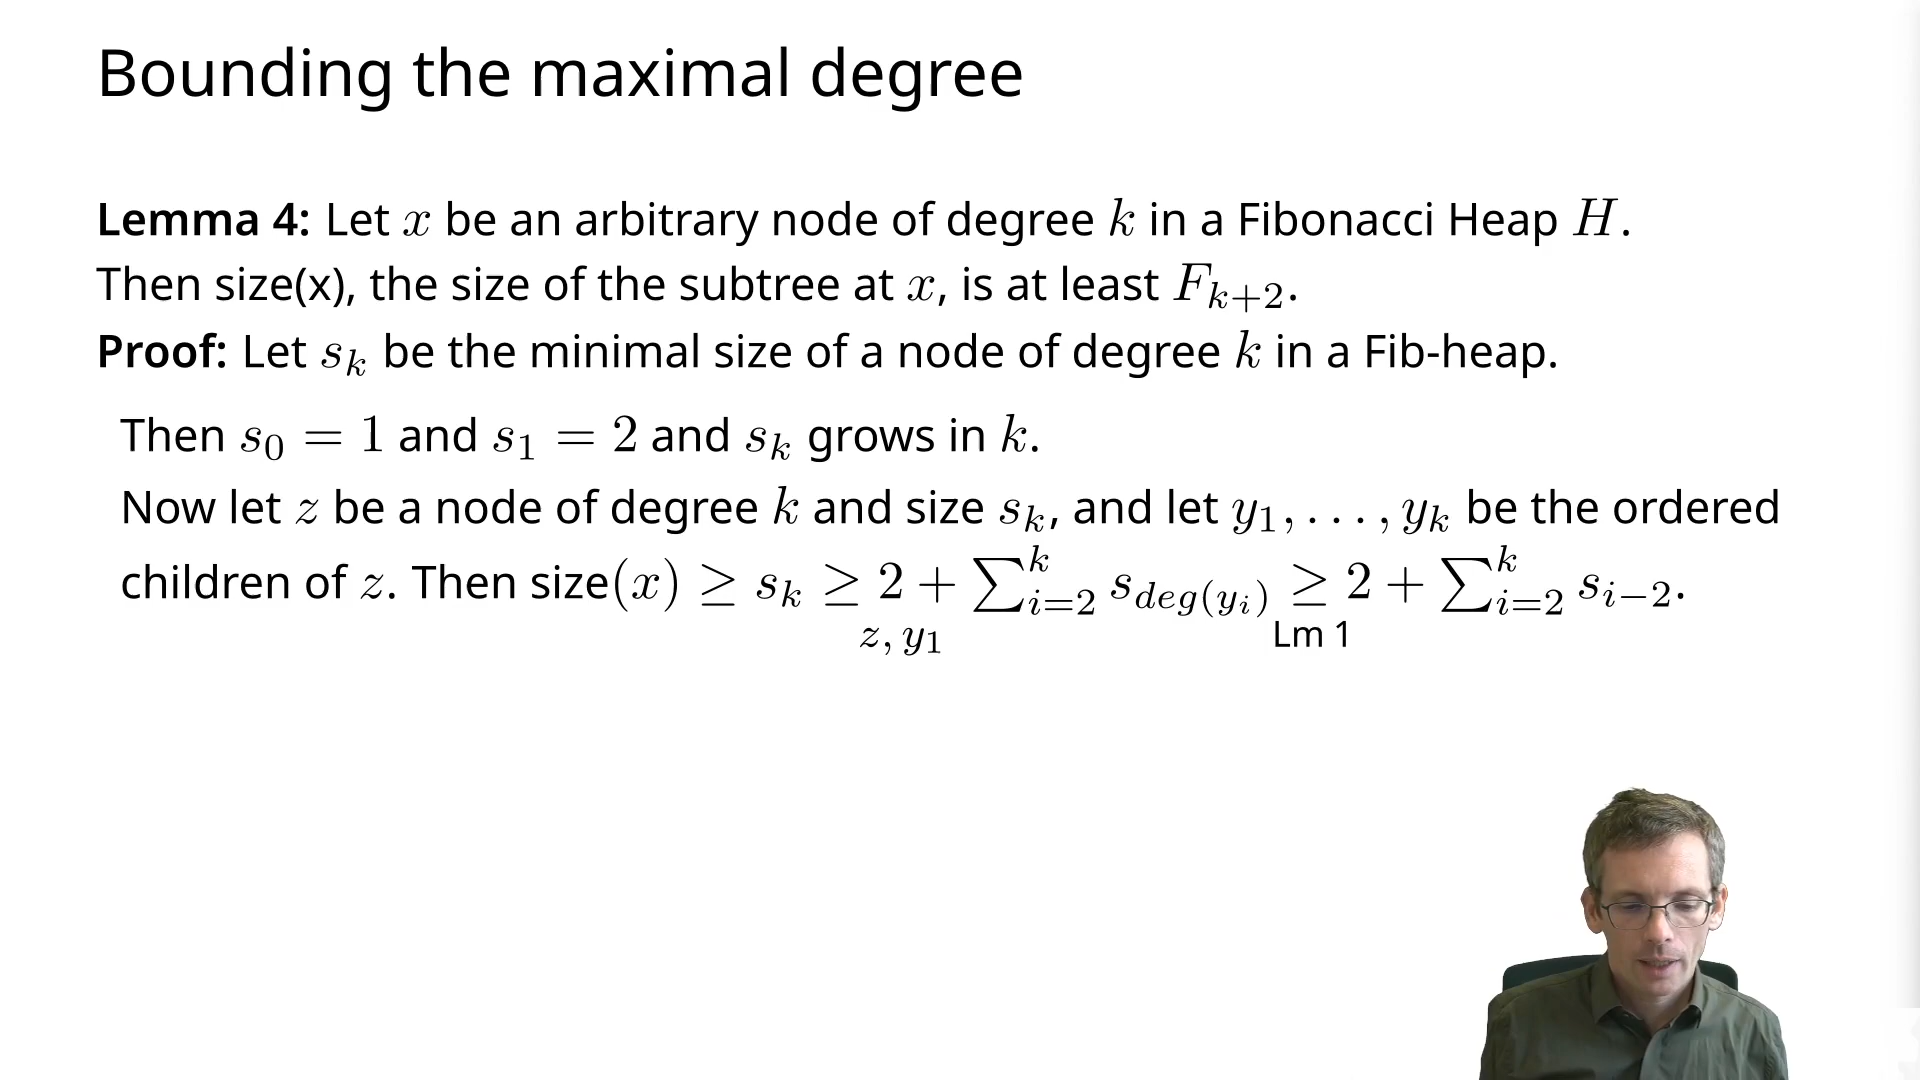 Bounding the maximal degree
Lemma 4: Let x be an arbitrary node of degree k in a Fibonacci Heap H.
Then size(x), the size of the subtree at x, is at least F_{k+2}.
Proof: Let s_k be the minimal size of a node of degree k in a Fib-heap.
Then s_0 = 1 and s_1 = 2 and s_k grows in k.
Now let z be a node of degree k and size s_k, and let y_1, . . . , y_k be the ordered
children of z. Then size(x) ≥ s_k ≥ 2 + ∑_{i=2}^{k} s_{deg(y_i)} ≥ 2 + ∑_{i=2}^{k} s_{i−2}.
z, y_1 Lm 1